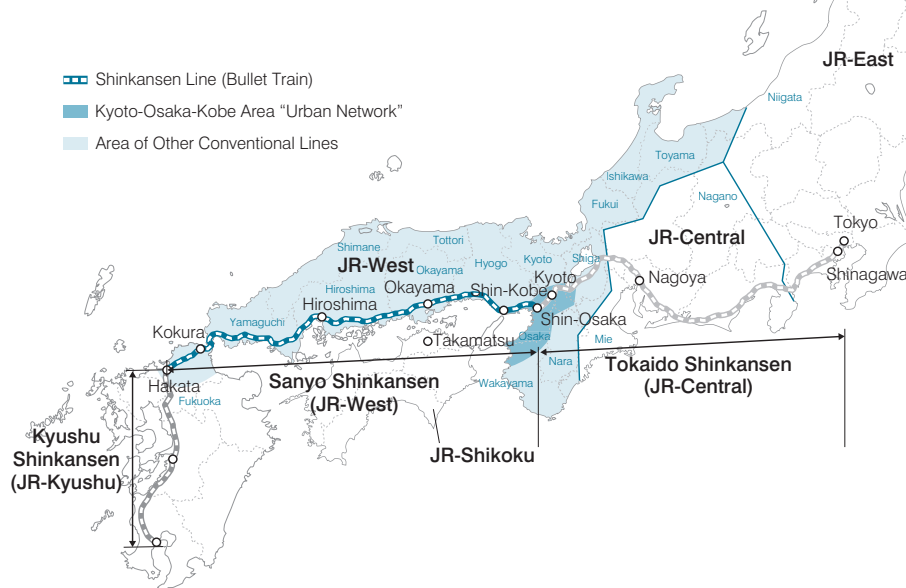 JR-East
Shinkansen Line (Bullet Train)
Kyoto-Osaka-Kobe Area “Urban Network”
Area of Other Conventional Lines
Niigata
Toyama
Ishikawa
Nagano
Fukui
Tokyo
JR-Central
Shimane
Tottori
JR-West
Okayama
Hyogo
Kyoto
Shiga
Shinagawa
Nagoya
Kyoto
Hiroshima
Okayama
Shin-Kobe
Hiroshima
Yamaguchi
Shin-Osaka
Kokura
Takamatsu
Osaka
Mie
Nara
Hakata
Sanyo Shinkansen
(JR-West)
Wakayama
Tokaido Shinkansen
(JR-Central)
Fukuoka
Kyushu
Shinkansen
(JR-Kyushu)
JR-Shikoku